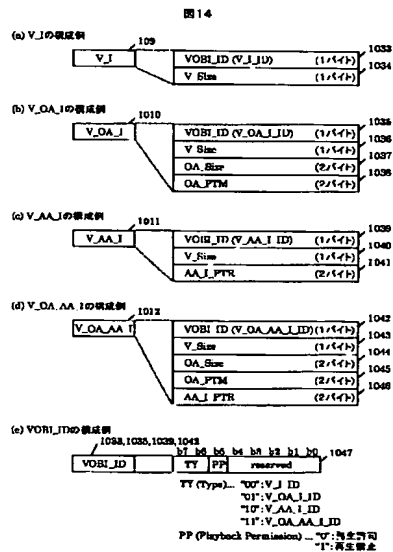 図14
(a) V_Iの構成例
109
V_I
VOBI_ID (V_I_ID) (1バイト) 1033
V_Size (1バイト) 1034
(b) V_OA_Iの構成例
1010
V_OA_I
VOBI_ID (V_OA_I_ID) (1バイト) 1035
V_Size (1バイト) 1036
OA_Size (2バイト) 1037
OA_PTM (2バイト) 1038
(c) V_AA_Iの構成例
1011
V_AA_I
VOBI_ID (V_AA_I_ID) (1バイト) 1039
V_Size (1バイト) 1040
AA_I_PTR (2バイト) 1041
(d) V_OA_AA_Iの構成例
1012
V_OA_AA_I
VOBI_ID (V_OA_AA_I_ID) (1バイト) 1042
V_Size (1バイト) 1043
OA_Size (2バイト) 1044
OA_PTM (2バイト) 1045
AA_I_PTR (2バイト) 1046
(e) VOBI_IDの構成例
1033,1035,1039,1042
b7 b6 b5 b4 b3 b2 b1 b0
1047
VOBI_ID
TY PP reserved
TY (Type)... "00":V_I_ID
"01":V_OA_I_ID
"10":V_AA_I_ID
"11":V_OA_AA_I_ID
PP (Playback Permission) ... "0":再生許可
"1":再生禁止